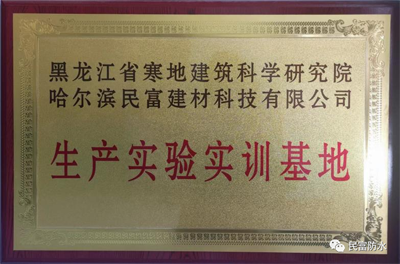 黑龙江省寒地建筑科学研究院
哈尔滨民富建材科技有限公司
生产实验实训基地
民富防水